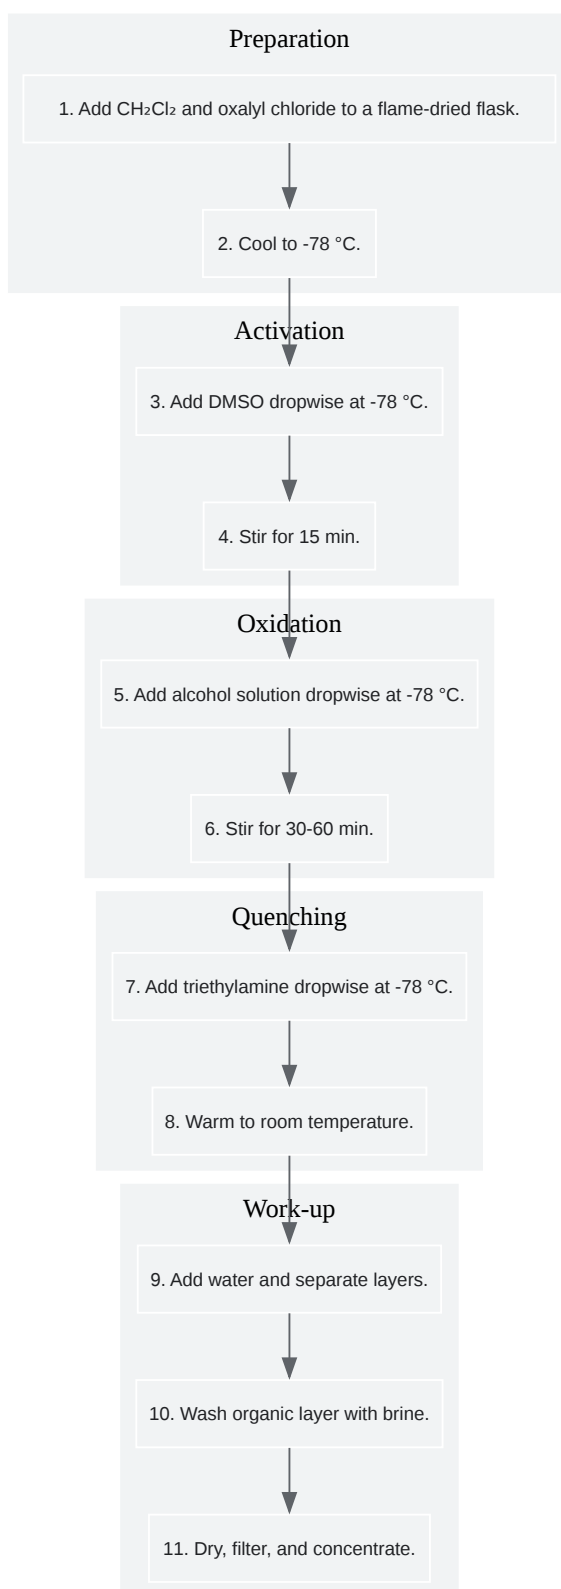 Preparation
1. Add CH₂Cl₂ and oxalyl chloride to a flame-dried flask.
2. Cool to -78 °C.
Activation
3. Add DMSO dropwise at -78 °C.
4. Stir for 15 min.
Oxidation
5. Add alcohol solution dropwise at -78 °C.
6. Stir for 30-60 min.
Quenching
7. Add triethylamine dropwise at -78 °C.
8. Warm to room temperature.
Work-up
9. Add water and separate layers.
10. Wash organic layer with brine.
11. Dry, filter, and concentrate.